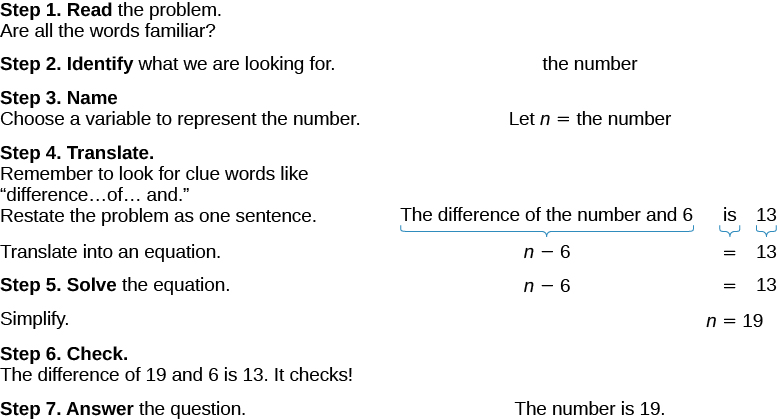 Step 1. Read the problem.
Are all the words familiar?
Step 2. Identify what we are looking for. the number
Step 3. Name
Choose a variable to represent the number. Let n = the number
Step 4. Translate.
Remember to look for clue words like
“difference…of… and.”
Restate the problem as one sentence. The difference of the number and 6 is 13
Translate into an equation. n − 6 = 13
Step 5. Solve the equation. n − 6 = 13
Simplify. n = 19
Step 6. Check.
The difference of 19 and 6 is 13. It checks!
Step 7. Answer the question. The number is 19.